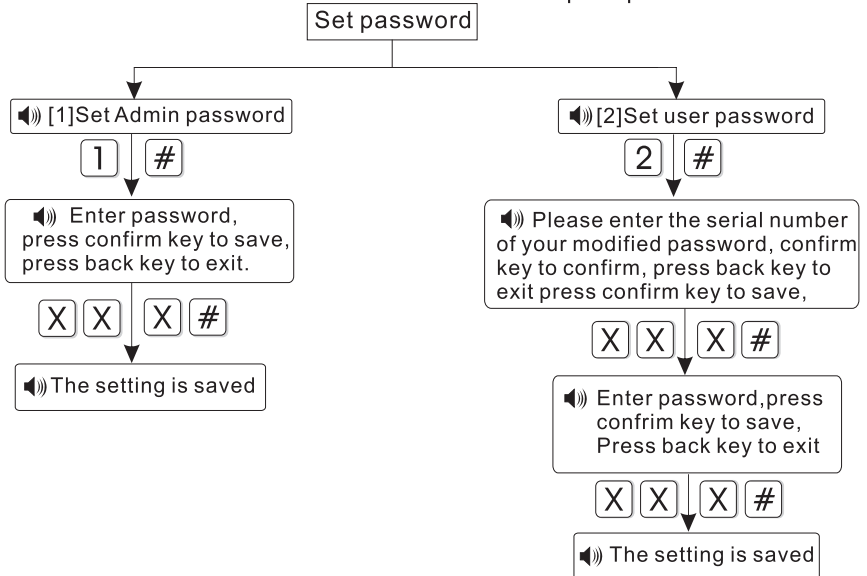 Set password
[1]Set Admin password
1 #
Enter password,
press confirm key to save,
press back key to exit.
X X X #
The setting is saved
[2]Set user password
2 #
Please enter the serial number
of your modified password, confirm
key to confirm, press back key to
exit press confirm key to save,
X X X #
Enter password,press
confrim key to save,
Press back key to exit
X X X #
The setting is saved